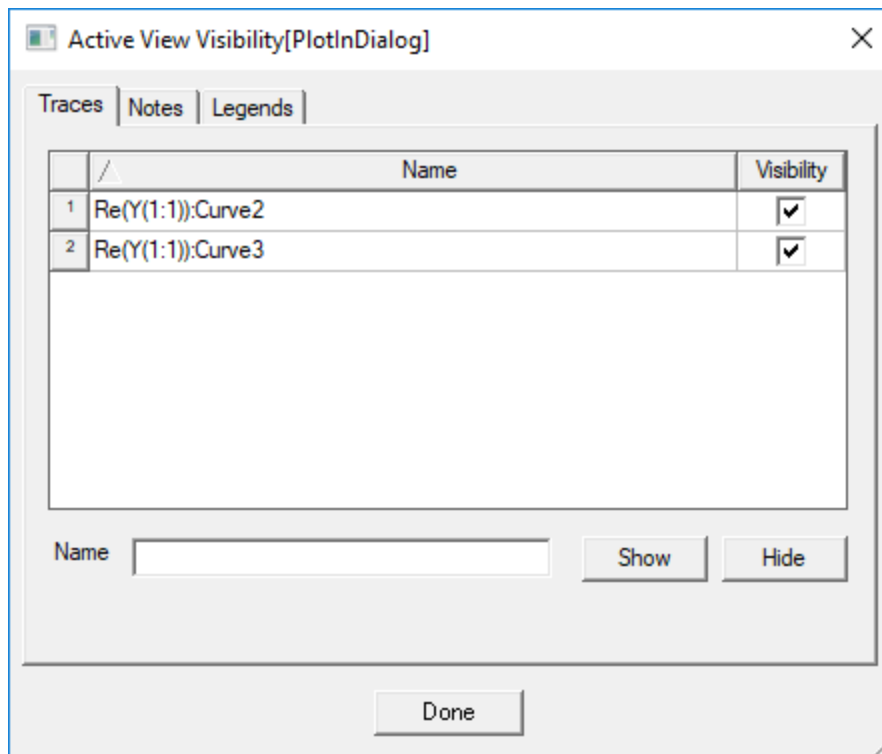 Active View Visibility[PlotInDialog]
Traces Notes Legends
Name Visibility
1 Re(Y(1:1)):Curve2
2 Re(Y(1:1)):Curve3
Name Show Hide
Done